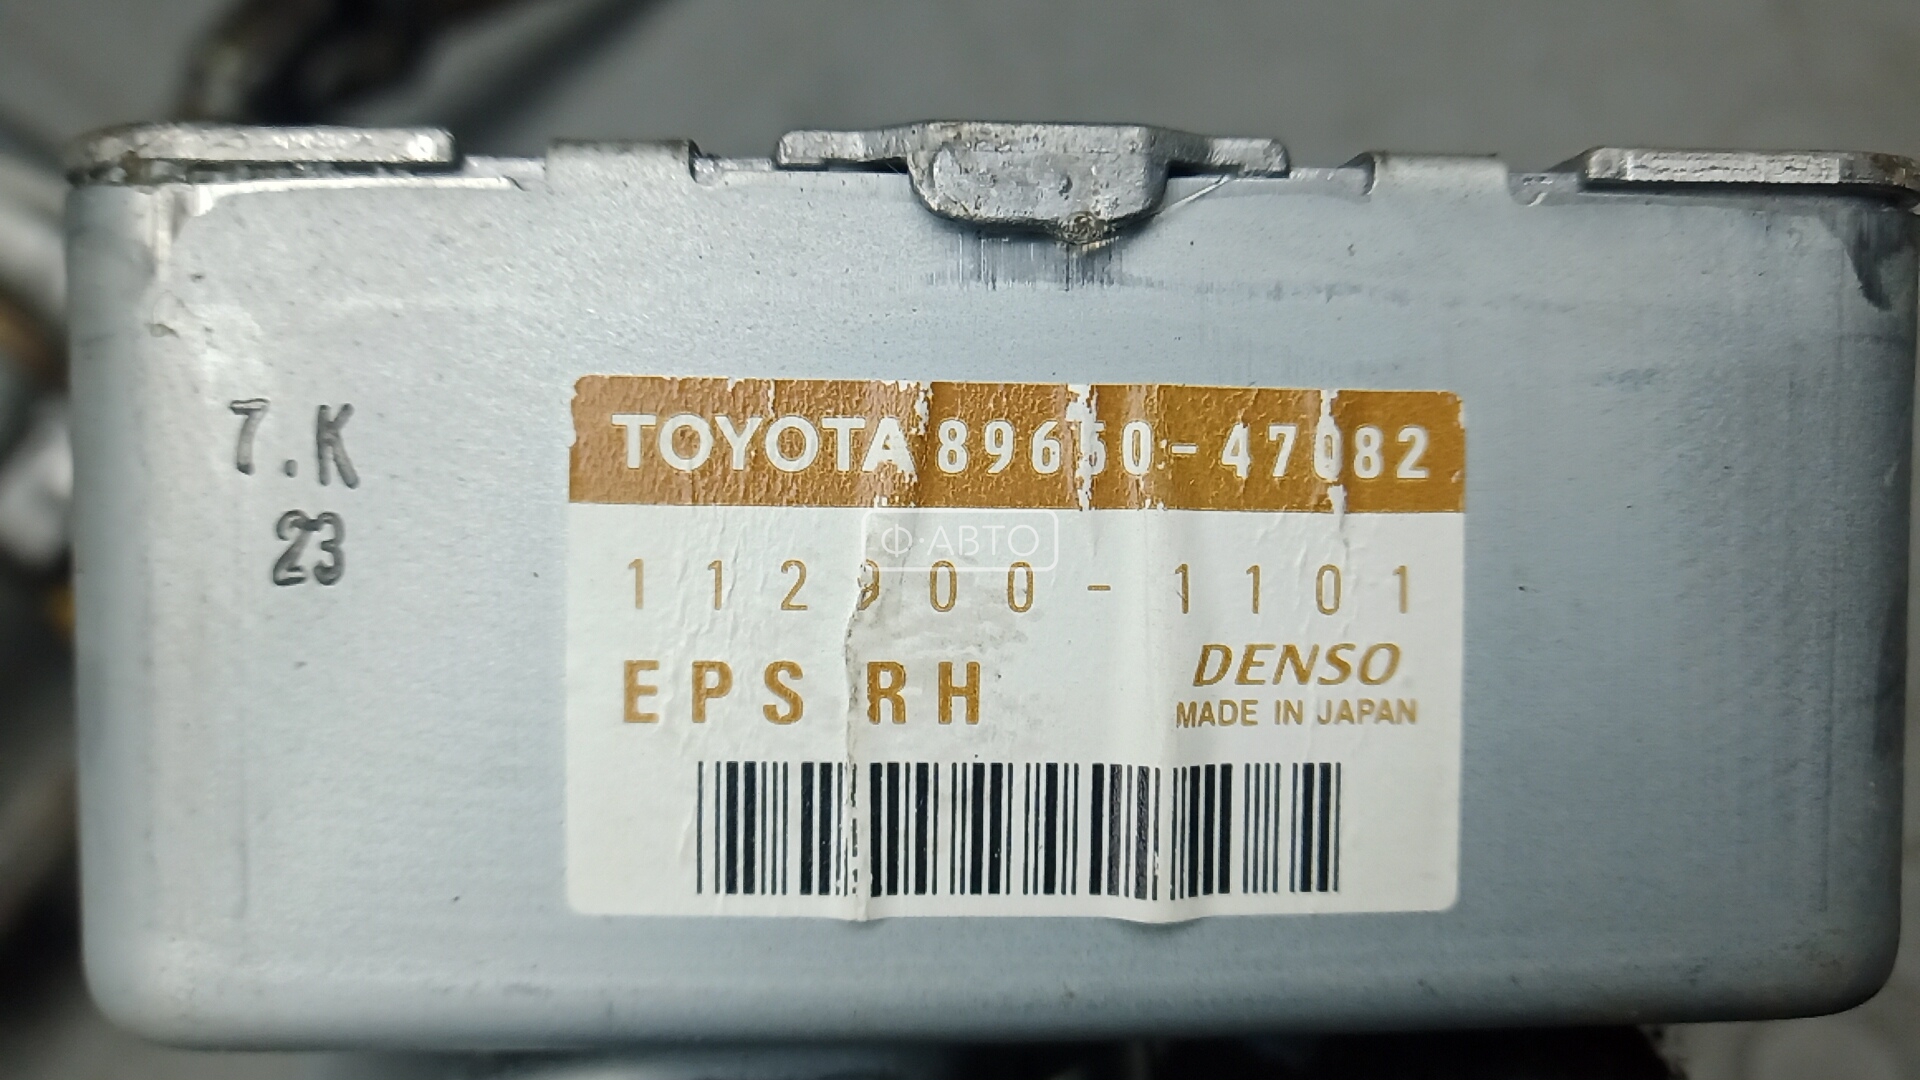 7.K
23
TOYOTA 89650-47082
Ф·АВТО
112900-1101
EPS RH
DENSO
MADE IN JAPAN